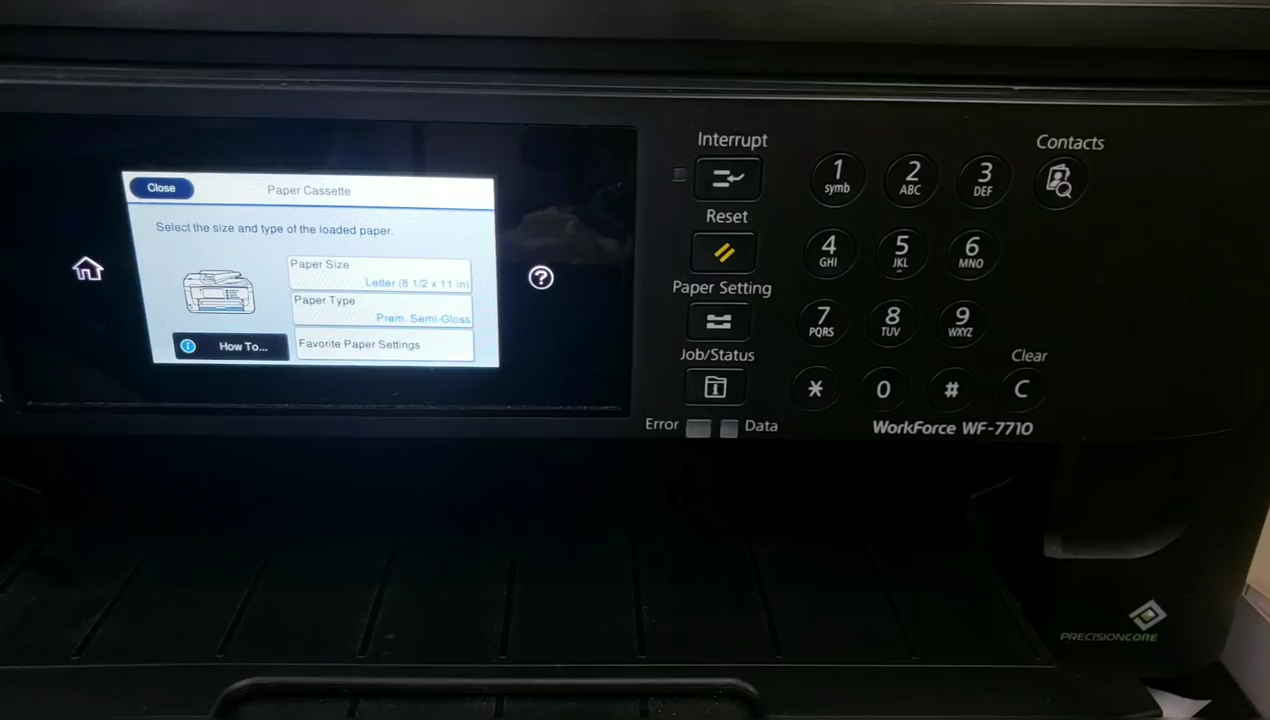 Close
Paper Cassette
Select the size and type of the loaded paper.
Paper Size
Letter (8 1/2 x 11 in)
Paper Type
Prem. Semi-Gloss
Favorite Paper Settings
How To...
Interrupt
Reset
Paper Setting
Job/Status
Error
Data
Contacts
1
symb
2
ABC
3
DEF
4
GHI
5
JKL
6
MNO
7
PQRS
8
TUV
9
WXYZ
Clear
*
0
#
C
WorkForce WF-7710
PRECISIONCORE